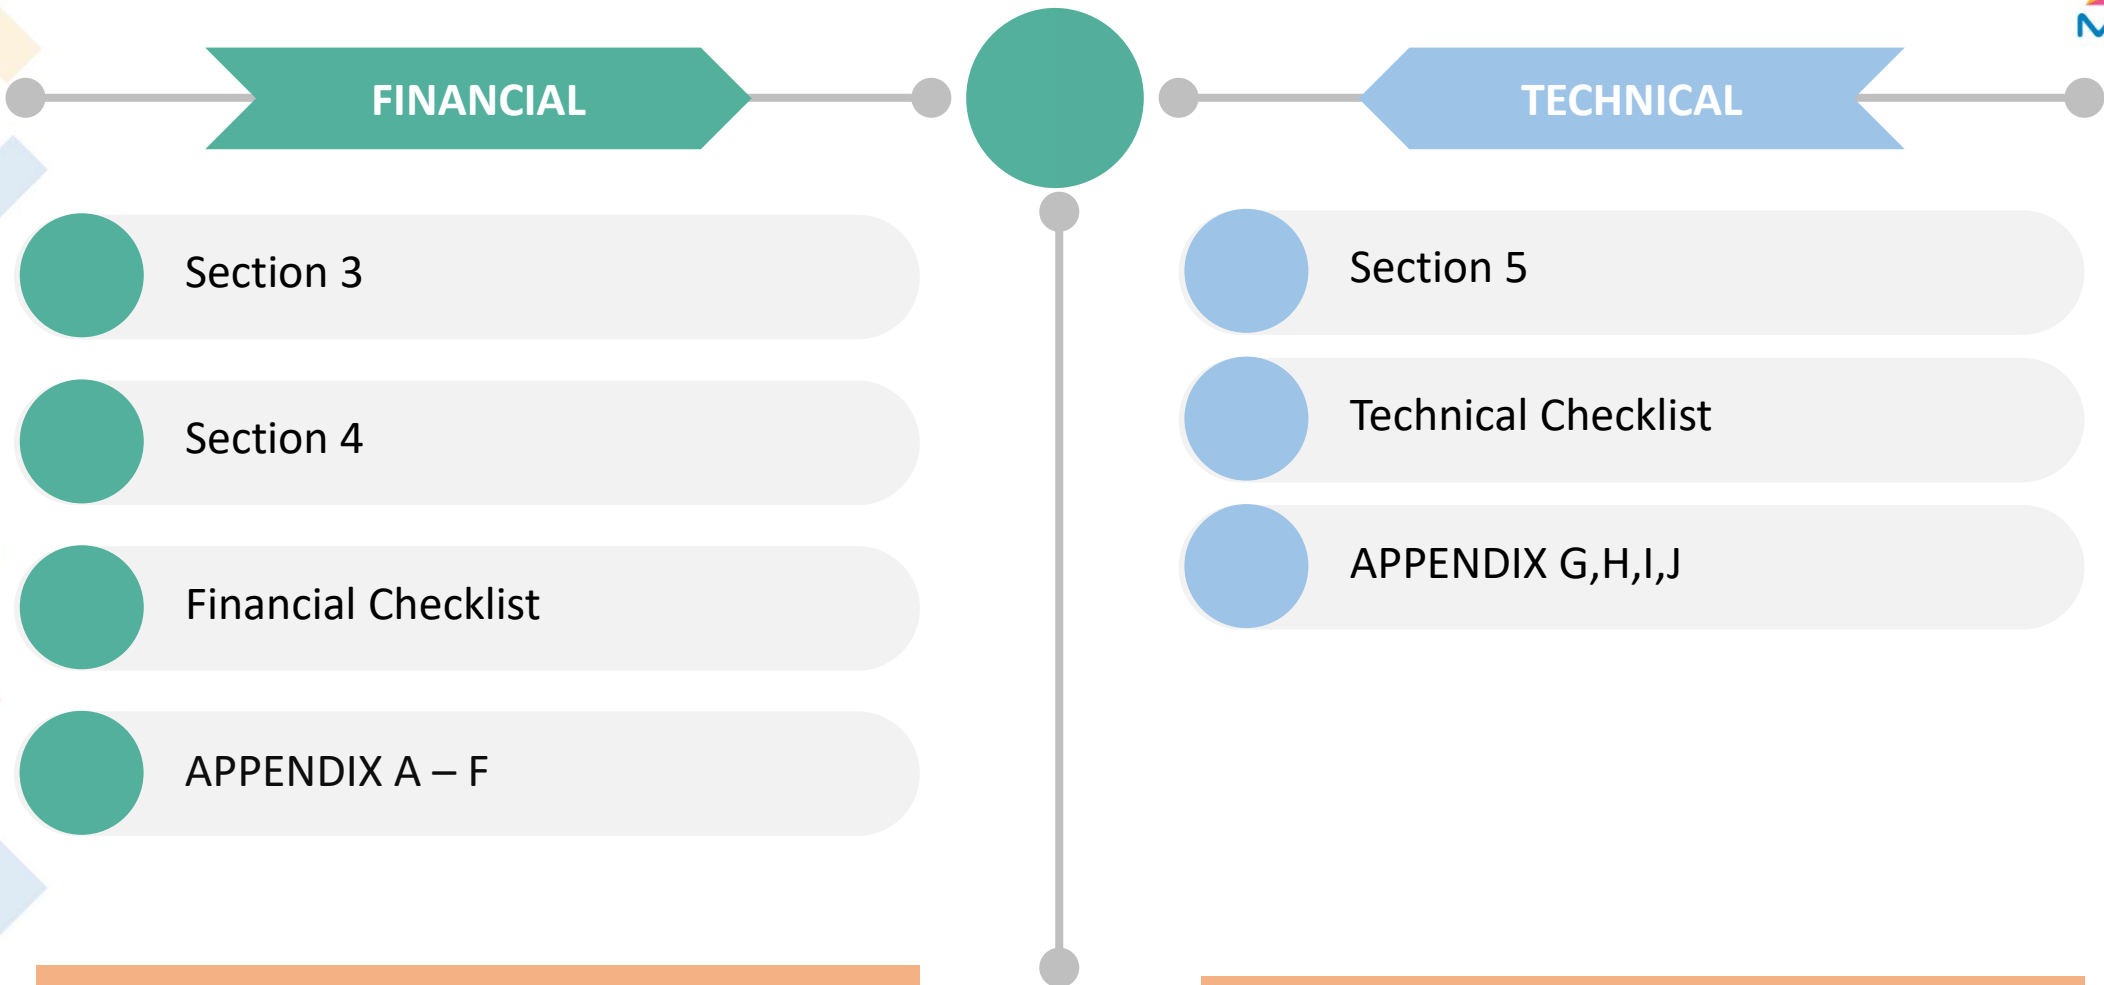 FINANCIAL
Section 3
Section 4
Financial Checklist
APPENDIX A – F
TECHNICAL
Section 5
Technical Checklist
APPENDIX G,H,I,J